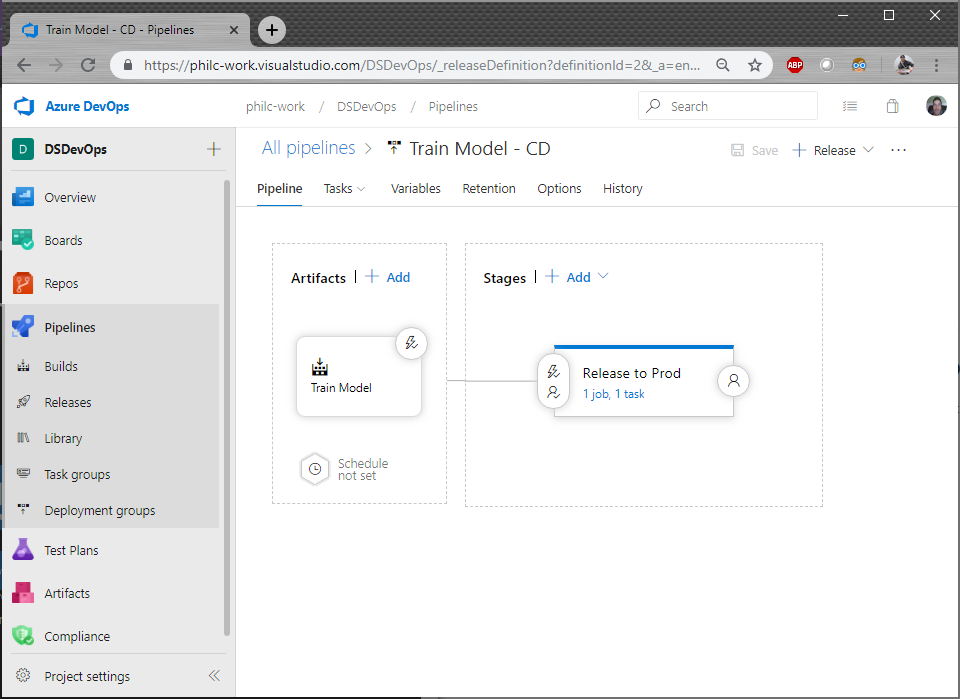 Train Model - CD - Pipelines
https://philc-work.visualstudio.com/DSDevOps/_releaseDefinition?definitionId=2&_a=en...
ABP
Azure DevOps
philc-work / DSDevOps / Pipelines
Search
D DSDevOps
All pipelines > Train Model - CD
Save
Release
Pipeline Tasks Variables Retention Options History
Overview
Boards
Repos
Pipelines
Builds
Releases
Library
Task groups
Deployment groups
Test Plans
Artifacts
Compliance
Project settings
Artifacts | + Add
Train Model
Schedule
not set
Stages | + Add
Release to Prod
1 job, 1 task